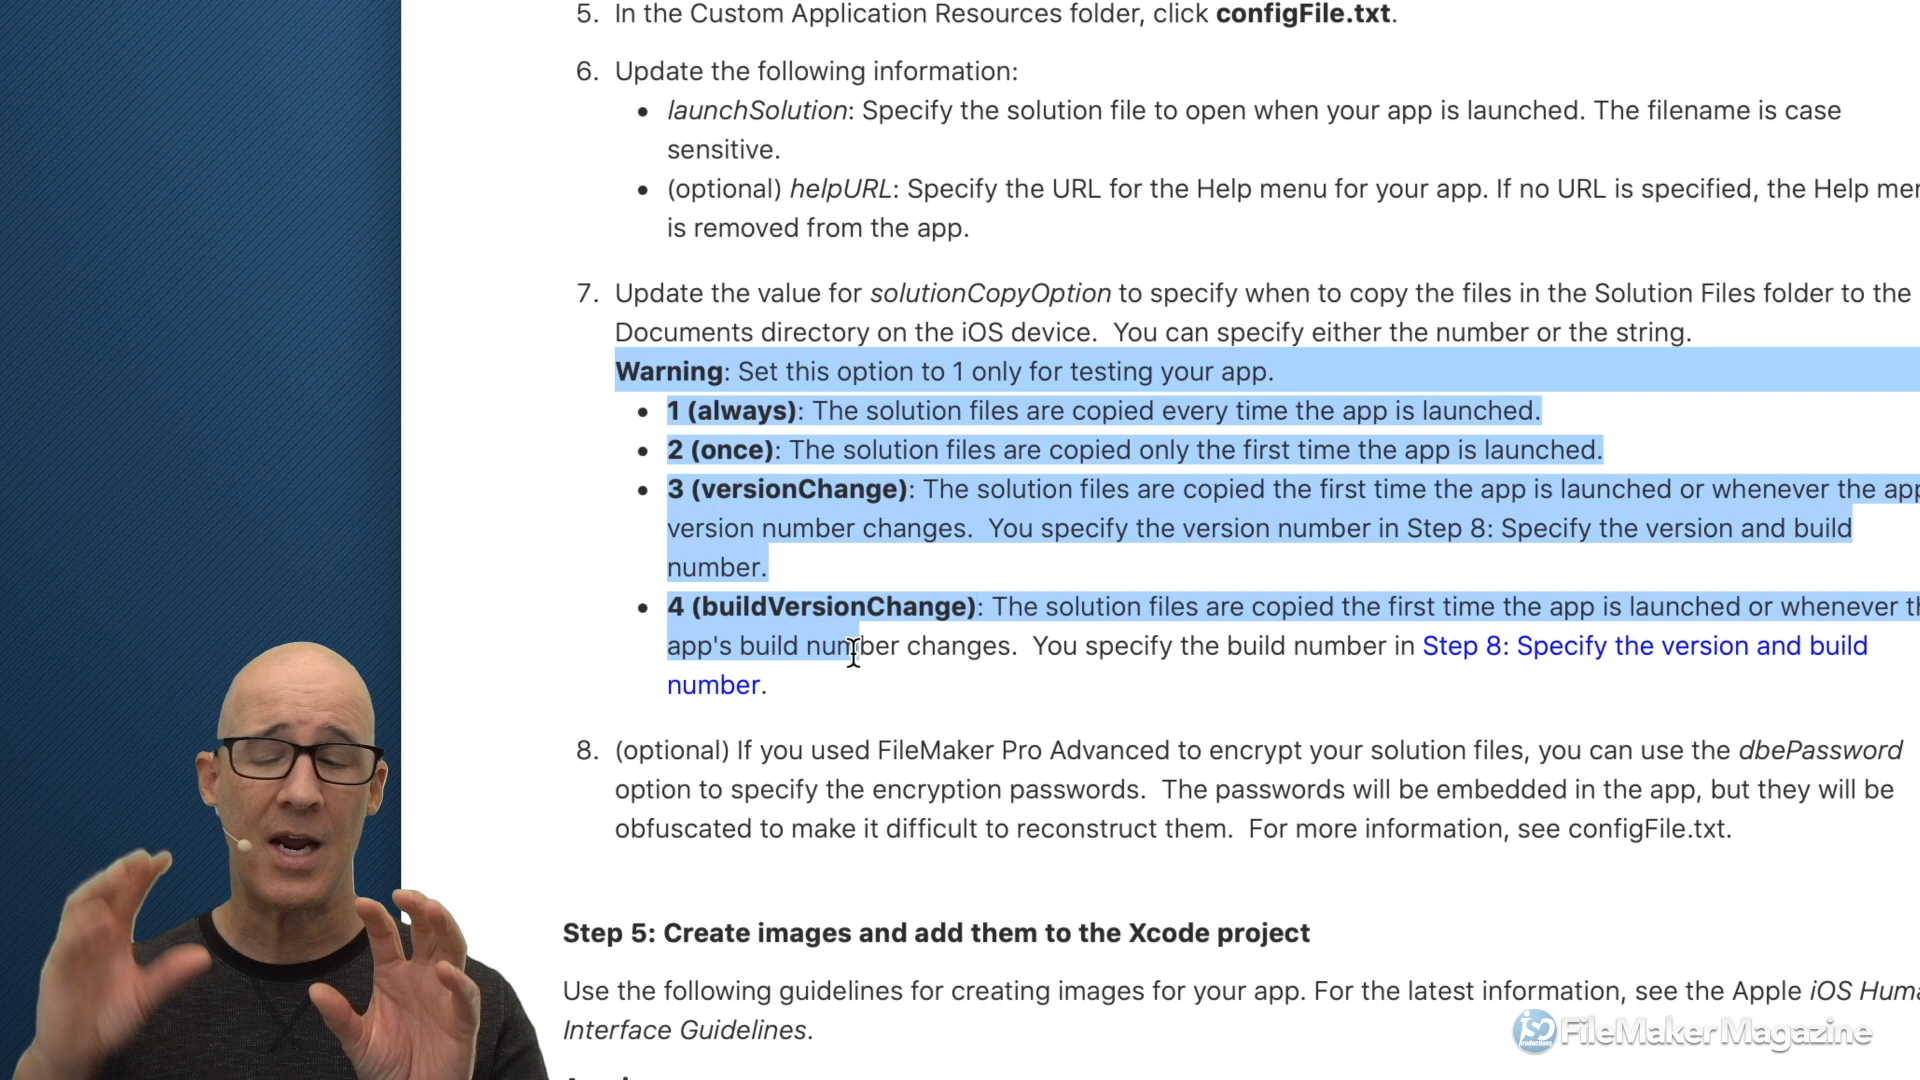 5. In the Custom Application Resources folder, click configFile.txt.
6. Update the following information:
• launchSolution: Specify the solution file to open when your app is launched. The filename is case
sensitive.
• (optional) helpURL: Specify the URL for the Help menu for your app. If no URL is specified, the Help
is removed from the app.
7. Update the value for solutionCopyOption to specify when to copy the files in the Solution Files folder to the
Documents directory on the iOS device. You can specify either the number or the string.
Warning: Set this option to 1 only for testing your app.
• 1 (always): The solution files are copied every time the app is launched.
• 2 (once): The solution files are copied only the first time the app is launched.
• 3 (versionChange): The solution files are copied the first time the app is launched or whenever the
version number changes. You specify the version number in Step 8: Specify the version and build
number.
• 4 (buildVersionChange): The solution files are copied the first time the app is launched or whenever
app's build number changes. You specify the build number in Step 8: Specify the version and build
number.
8. (optional) If you used FileMaker Pro Advanced to encrypt your solution files, you can use the dbePassword
option to specify the encryption passwords. The passwords will be embedded in the app, but they will be
obfuscated to make it difficult to reconstruct them. For more information, see configFile.txt.
Step 5: Create images and add them to the Xcode project
Use the following guidelines for creating images for your app. For the latest information, see the Apple iOS
Interface Guidelines.
iso productions FileMaker Magazine